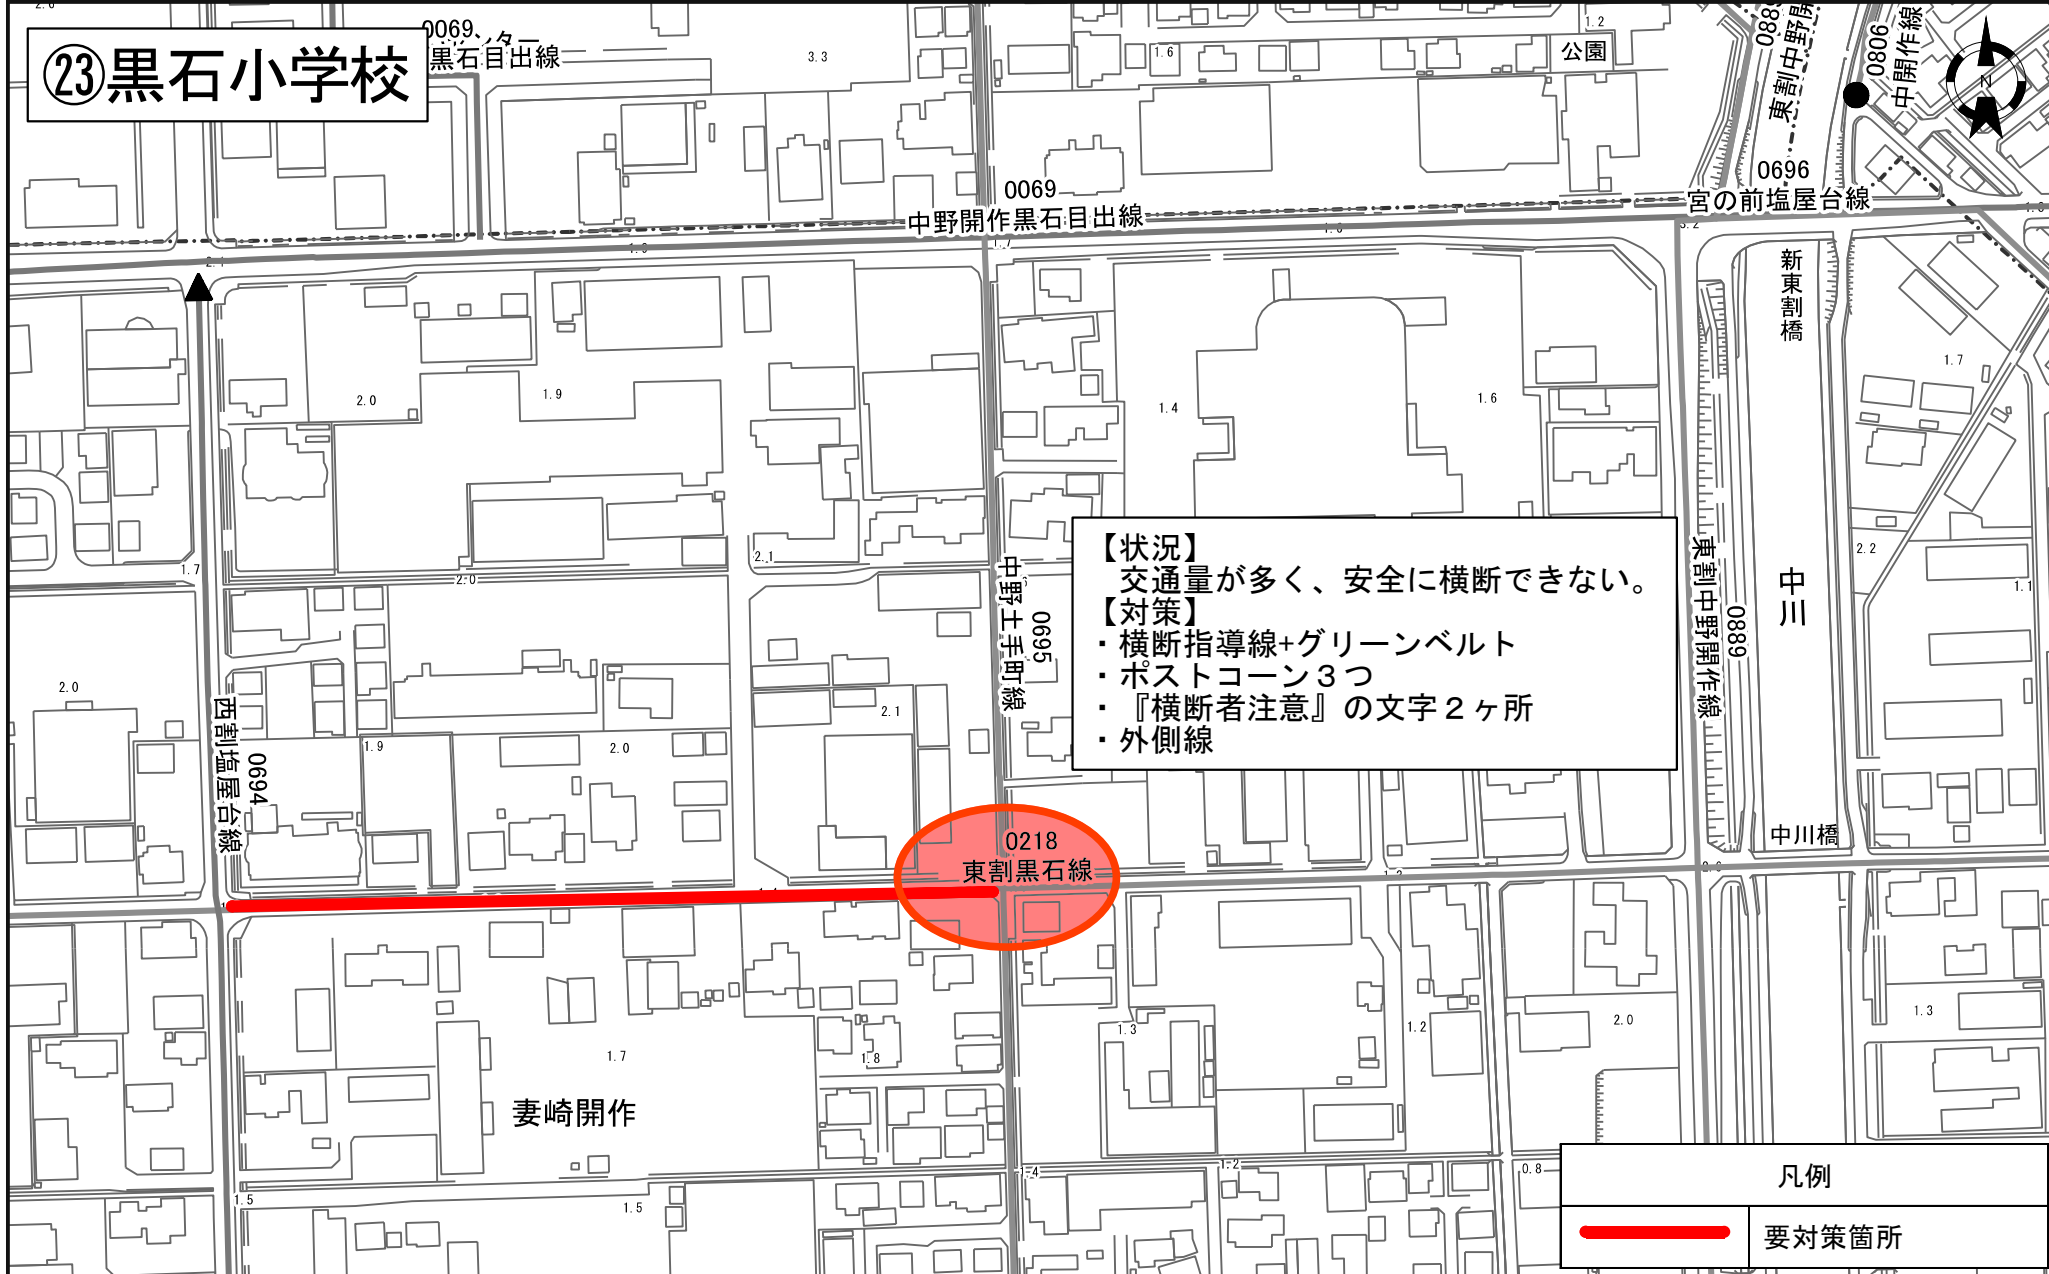 ㉓黒石小学校
0069
黒石目出線
公園
0806
中開作線
0696
宮の前塩屋台線
0069
中野開作黒石目出線
新東割橋
【状況】
交通量が多く、安全に横断できない。
【対策】
・横断指導線+グリーンベルト
・ポストコーン３つ
・『横断者注意』の文字２ヶ所
・外側線
中野土手町線
0695
東割中野開作線
0889
中川
西割塩屋台線
0694
0218
東割黒石線
中川橋
妻崎開作
凡例
要対策箇所
3.3
1.6
1.2
2.0
1.9
1.4
1.6
1.7
1.7
2.0
2.1
2.2
1.1
2.0
1.9
2.0
2.1
1.7
1.8
1.3
1.2
2.0
1.3
1.5
1.5
1.2
0.8